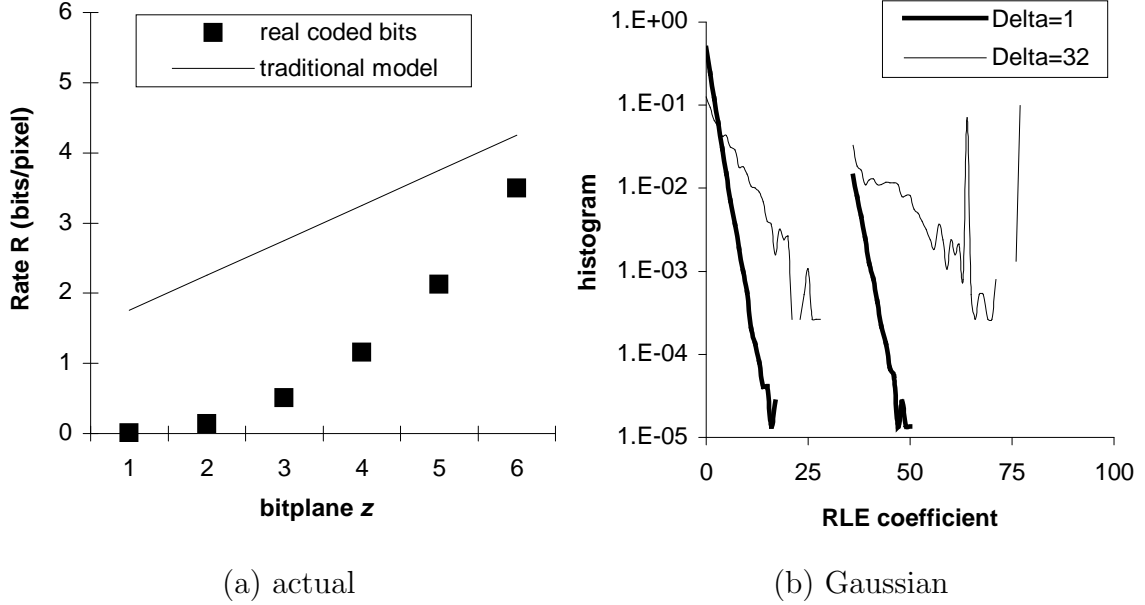 6
5
4
3
2
1
0
Rate R (bits/pixel)
real coded bits
traditional model
1 2 3 4 5 6
bitplane z
(a) actual
1.E+00
1.E-01
1.E-02
1.E-03
1.E-04
1.E-05
histogram
Delta=1
Delta=32
0 25 50 75 100
RLE coefficient
(b) Gaussian